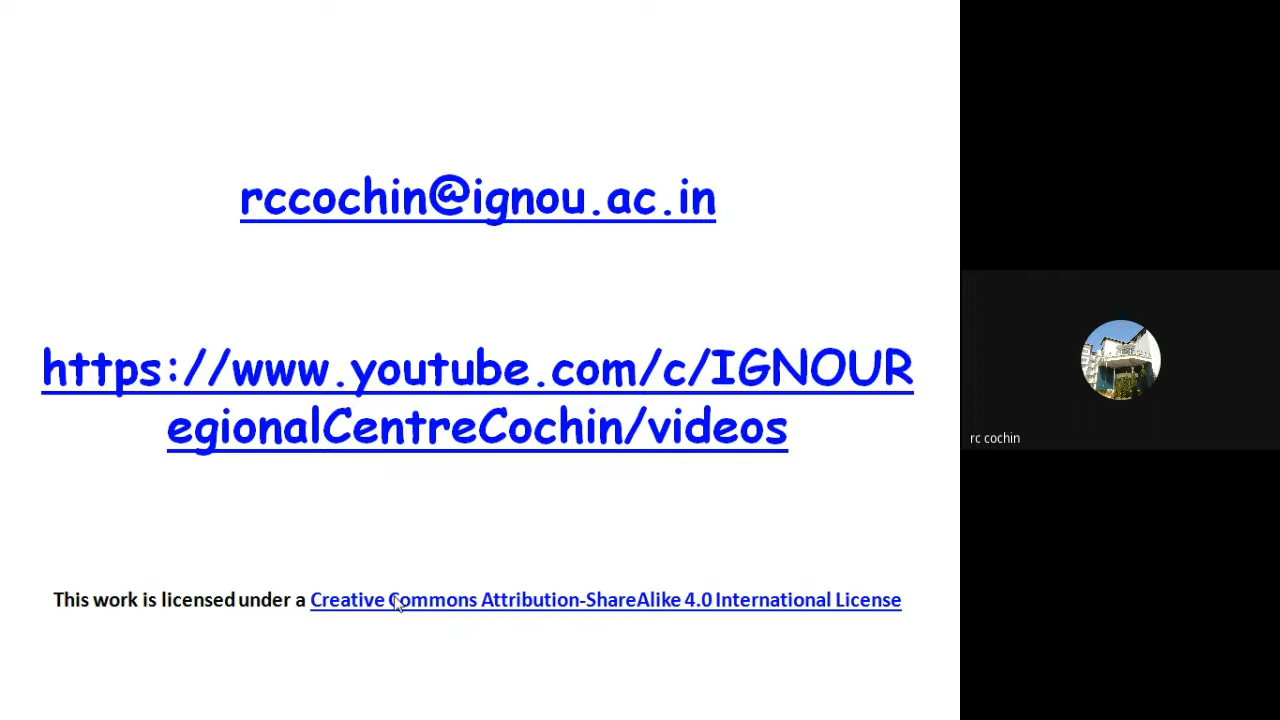 rccochin@ignou.ac.in
https://www.youtube.com/c/IGNOUR
egionalCentreCochin/videos
rc cochin
This work is licensed under a Creative Commons Attribution-ShareAlike 4.0 International License